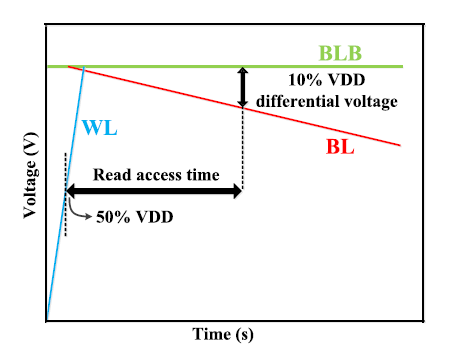 BLB
10% VDD
differential voltage
WL
BL
Read access time
50% VDD
Voltage (V)
Time (s)